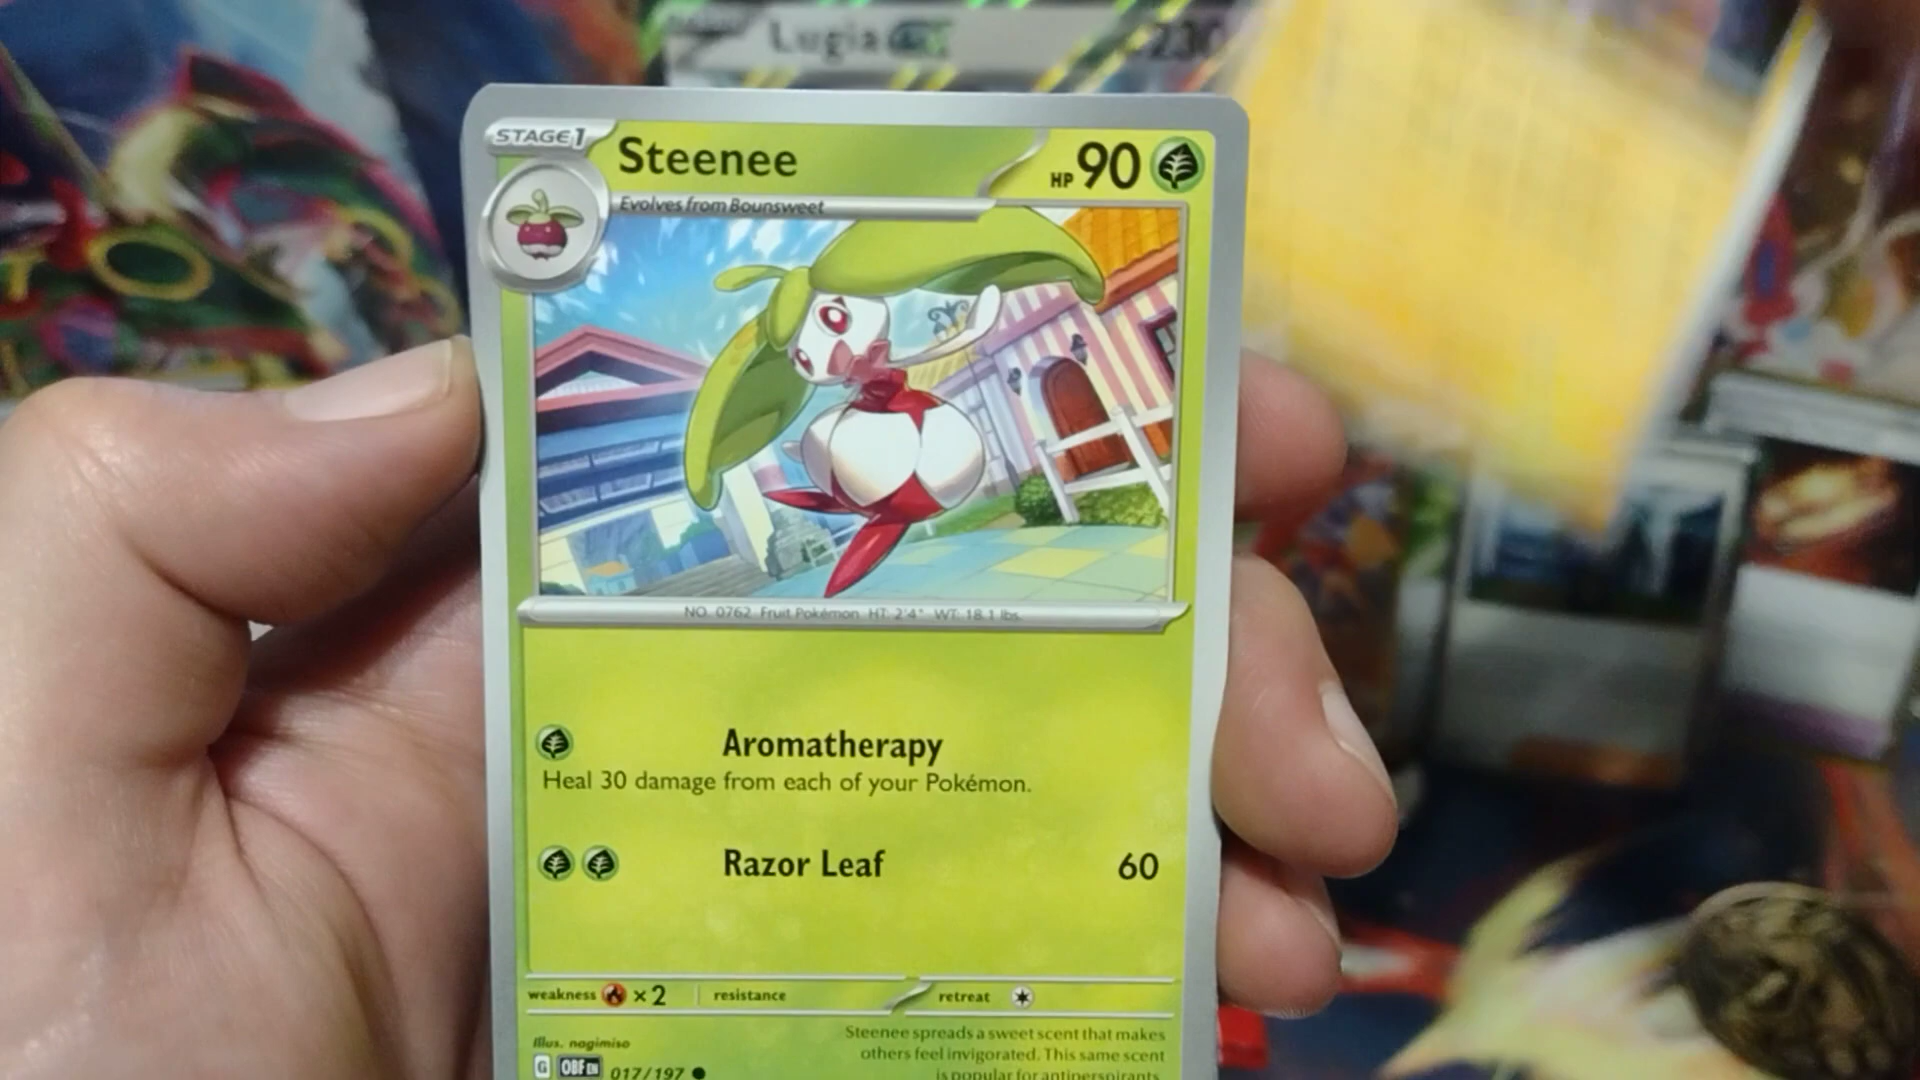 Lugia ex 230
STAGE1
Steenee
HP 90
Evolves from Bounsweet
NO. 0762 Fruit Pokémon HT: 2'4" WT: 18.1 lbs.
Aromatherapy
Heal 30 damage from each of your Pokémon.
Razor Leaf 60
weakness ×2 resistance retreat
Illus. nagimiso
Steenee spreads a sweet scent that makes
others feel invigorated. This same scent
is popular for antiperspirants.
G OBF EN 017/197